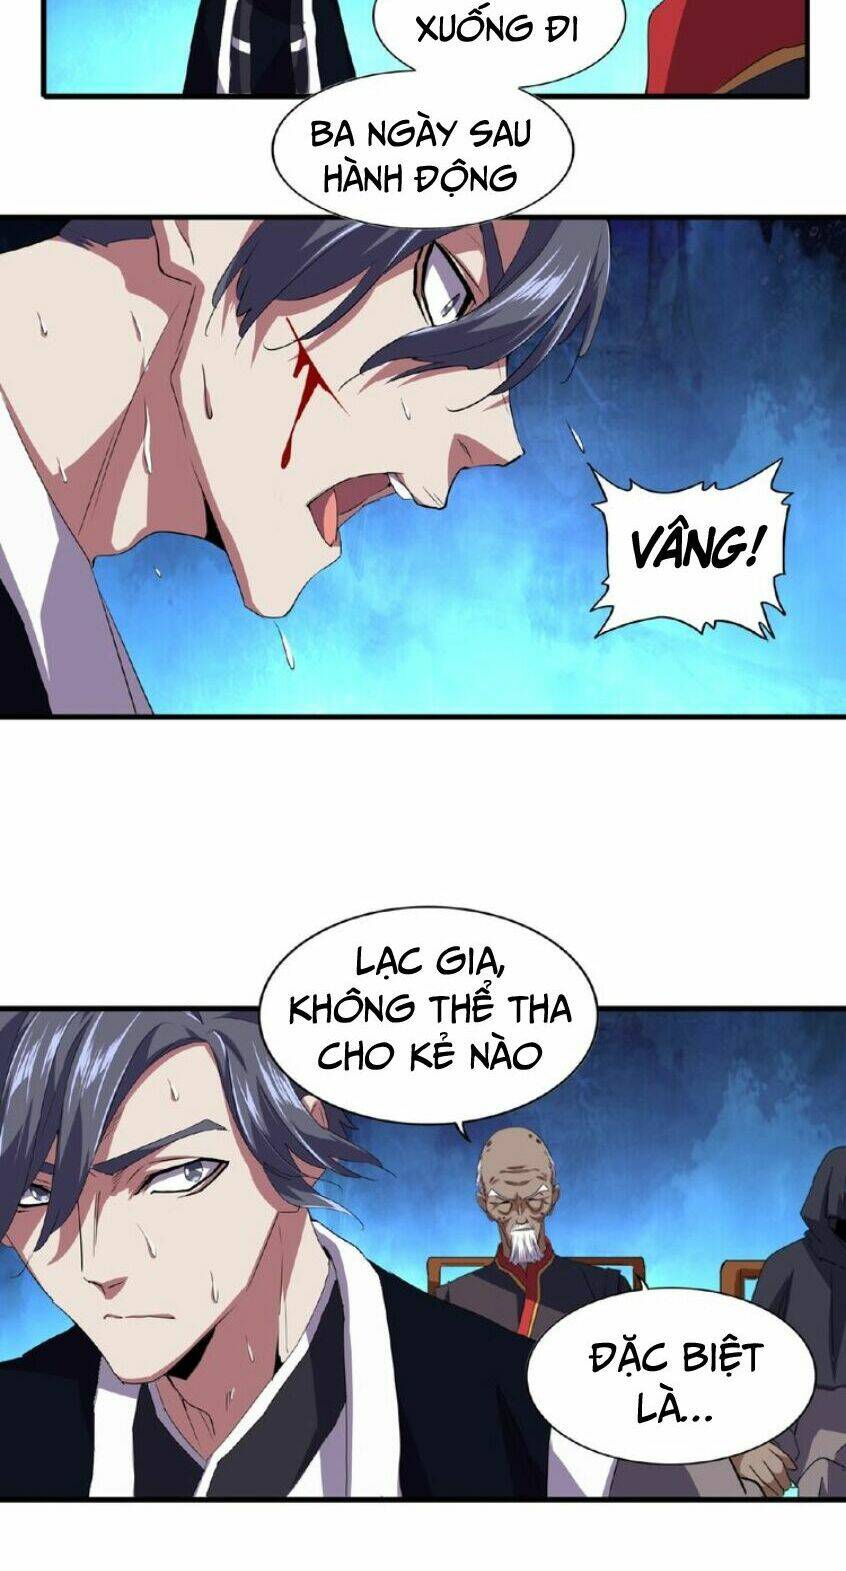 XUỐNG ĐI
BA NGÀY SAU
HÀNH ĐỘNG
VÂNG!
LẠC GIA,
KHÔNG THỂ THA
CHO KẺ NÀO
ĐẶC BIỆT
LÀ...